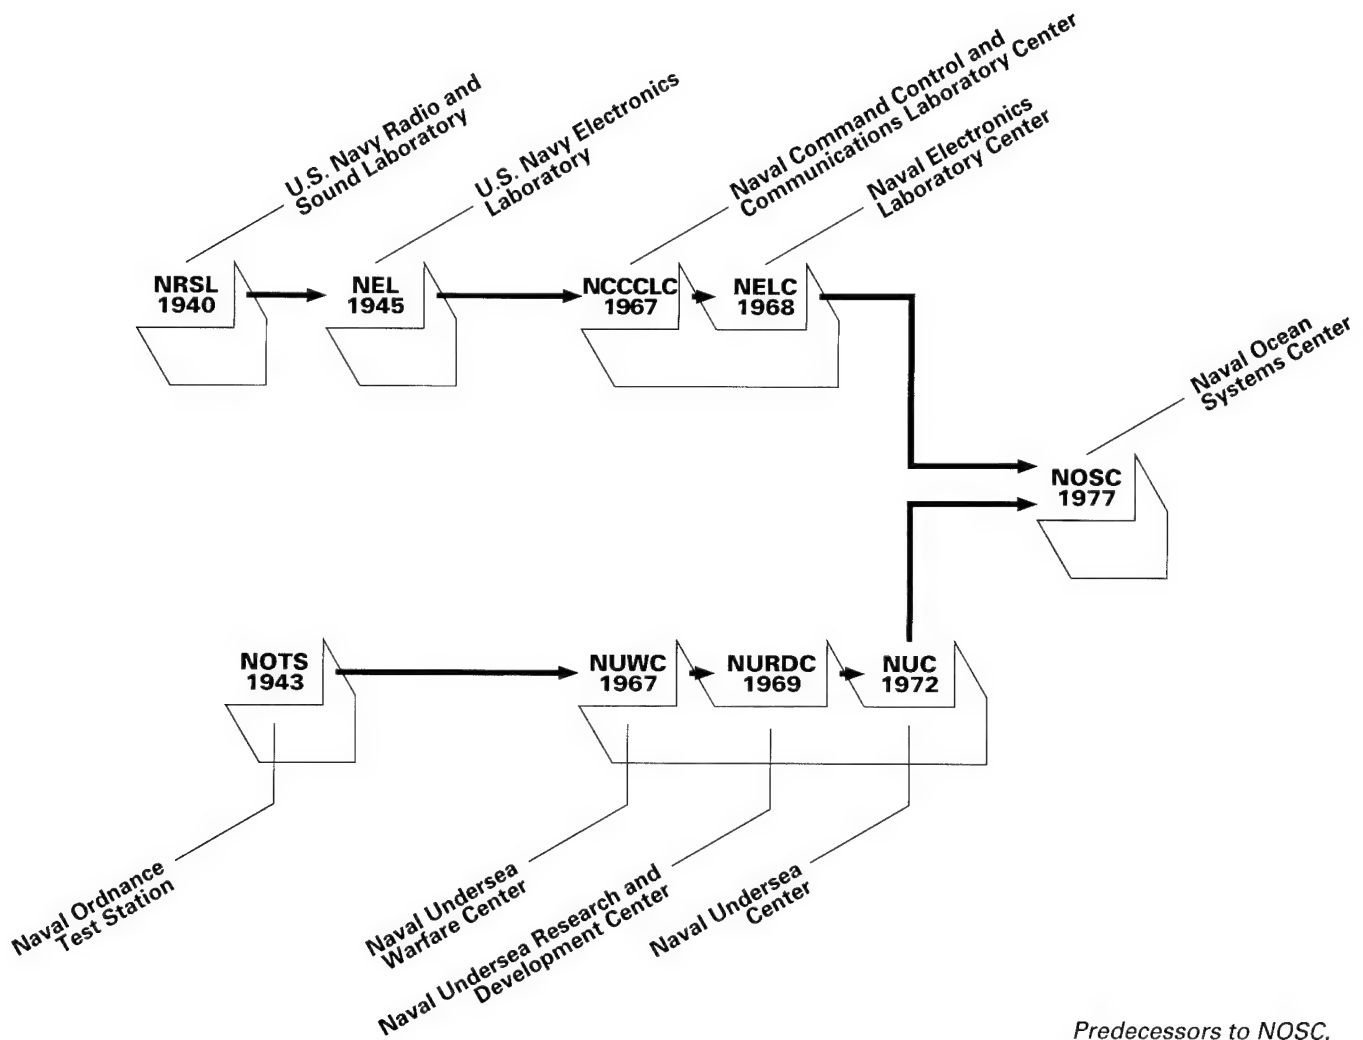 U.S. Navy Radio and
Sound Laboratory
U.S. Navy Electronics
Laboratory
Naval Command Control and
Communications Laboratory Center
Naval Electronics
Laboratory Center
NRSL
1940
NEL
1945
NCCCLC
1967
NELC
1968
Naval Ocean
Systems Center
NOSC
1977
NOTS
1943
NUWC
1967
NURDC
1969
NUC
1972
Naval Ordnance
Test Station
Naval Undersea
Warfare Center
Naval Undersea Research and
Development Center
Naval Undersea
Center
Predecessors to NOSC.